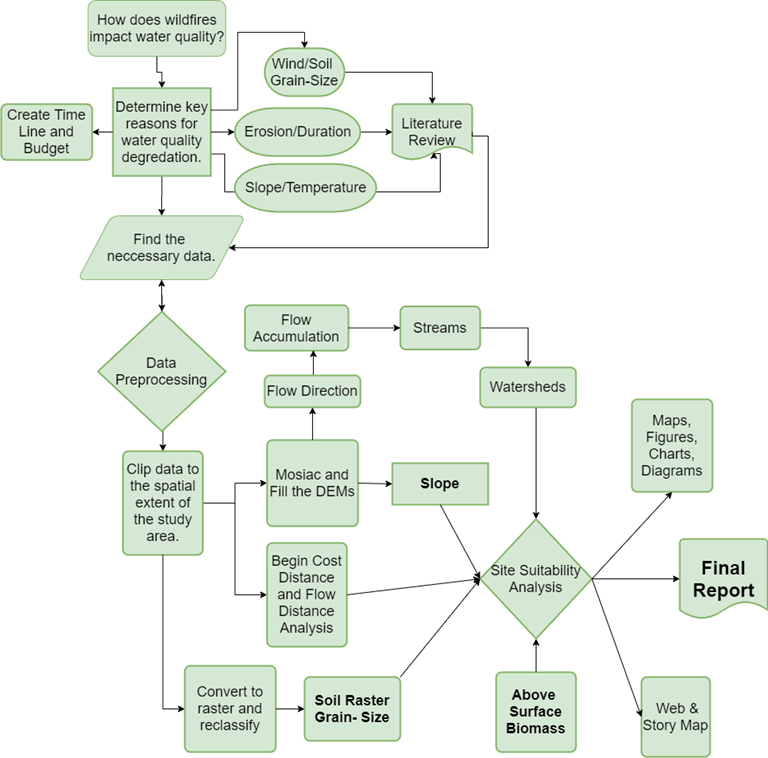 How does wildfires
impact water quality?
Wind/Soil
Grain-Size
Create Time
Line and
Budget
Determine key
reasons for
water quality
degredation.
Erosion/Duration
Literature
Review
Slope/Temperature
Find the
neccessary data.
Flow
Accumulation
Streams
Data
Preprocessing
Flow Direction
Watersheds
Maps,
Figures,
Charts,
Diagrams
Clip data to
the spatial
extent of
the study
area.
Mosiac and
Fill the DEMs
Slope
Begin Cost
Distance
and Flow
Distance
Analysis
Site Suitability
Analysis
Final
Report
Convert to
raster and
reclassify
Soil Raster
Grain- Size
Above
Surface
Biomass
Web &
Story Map